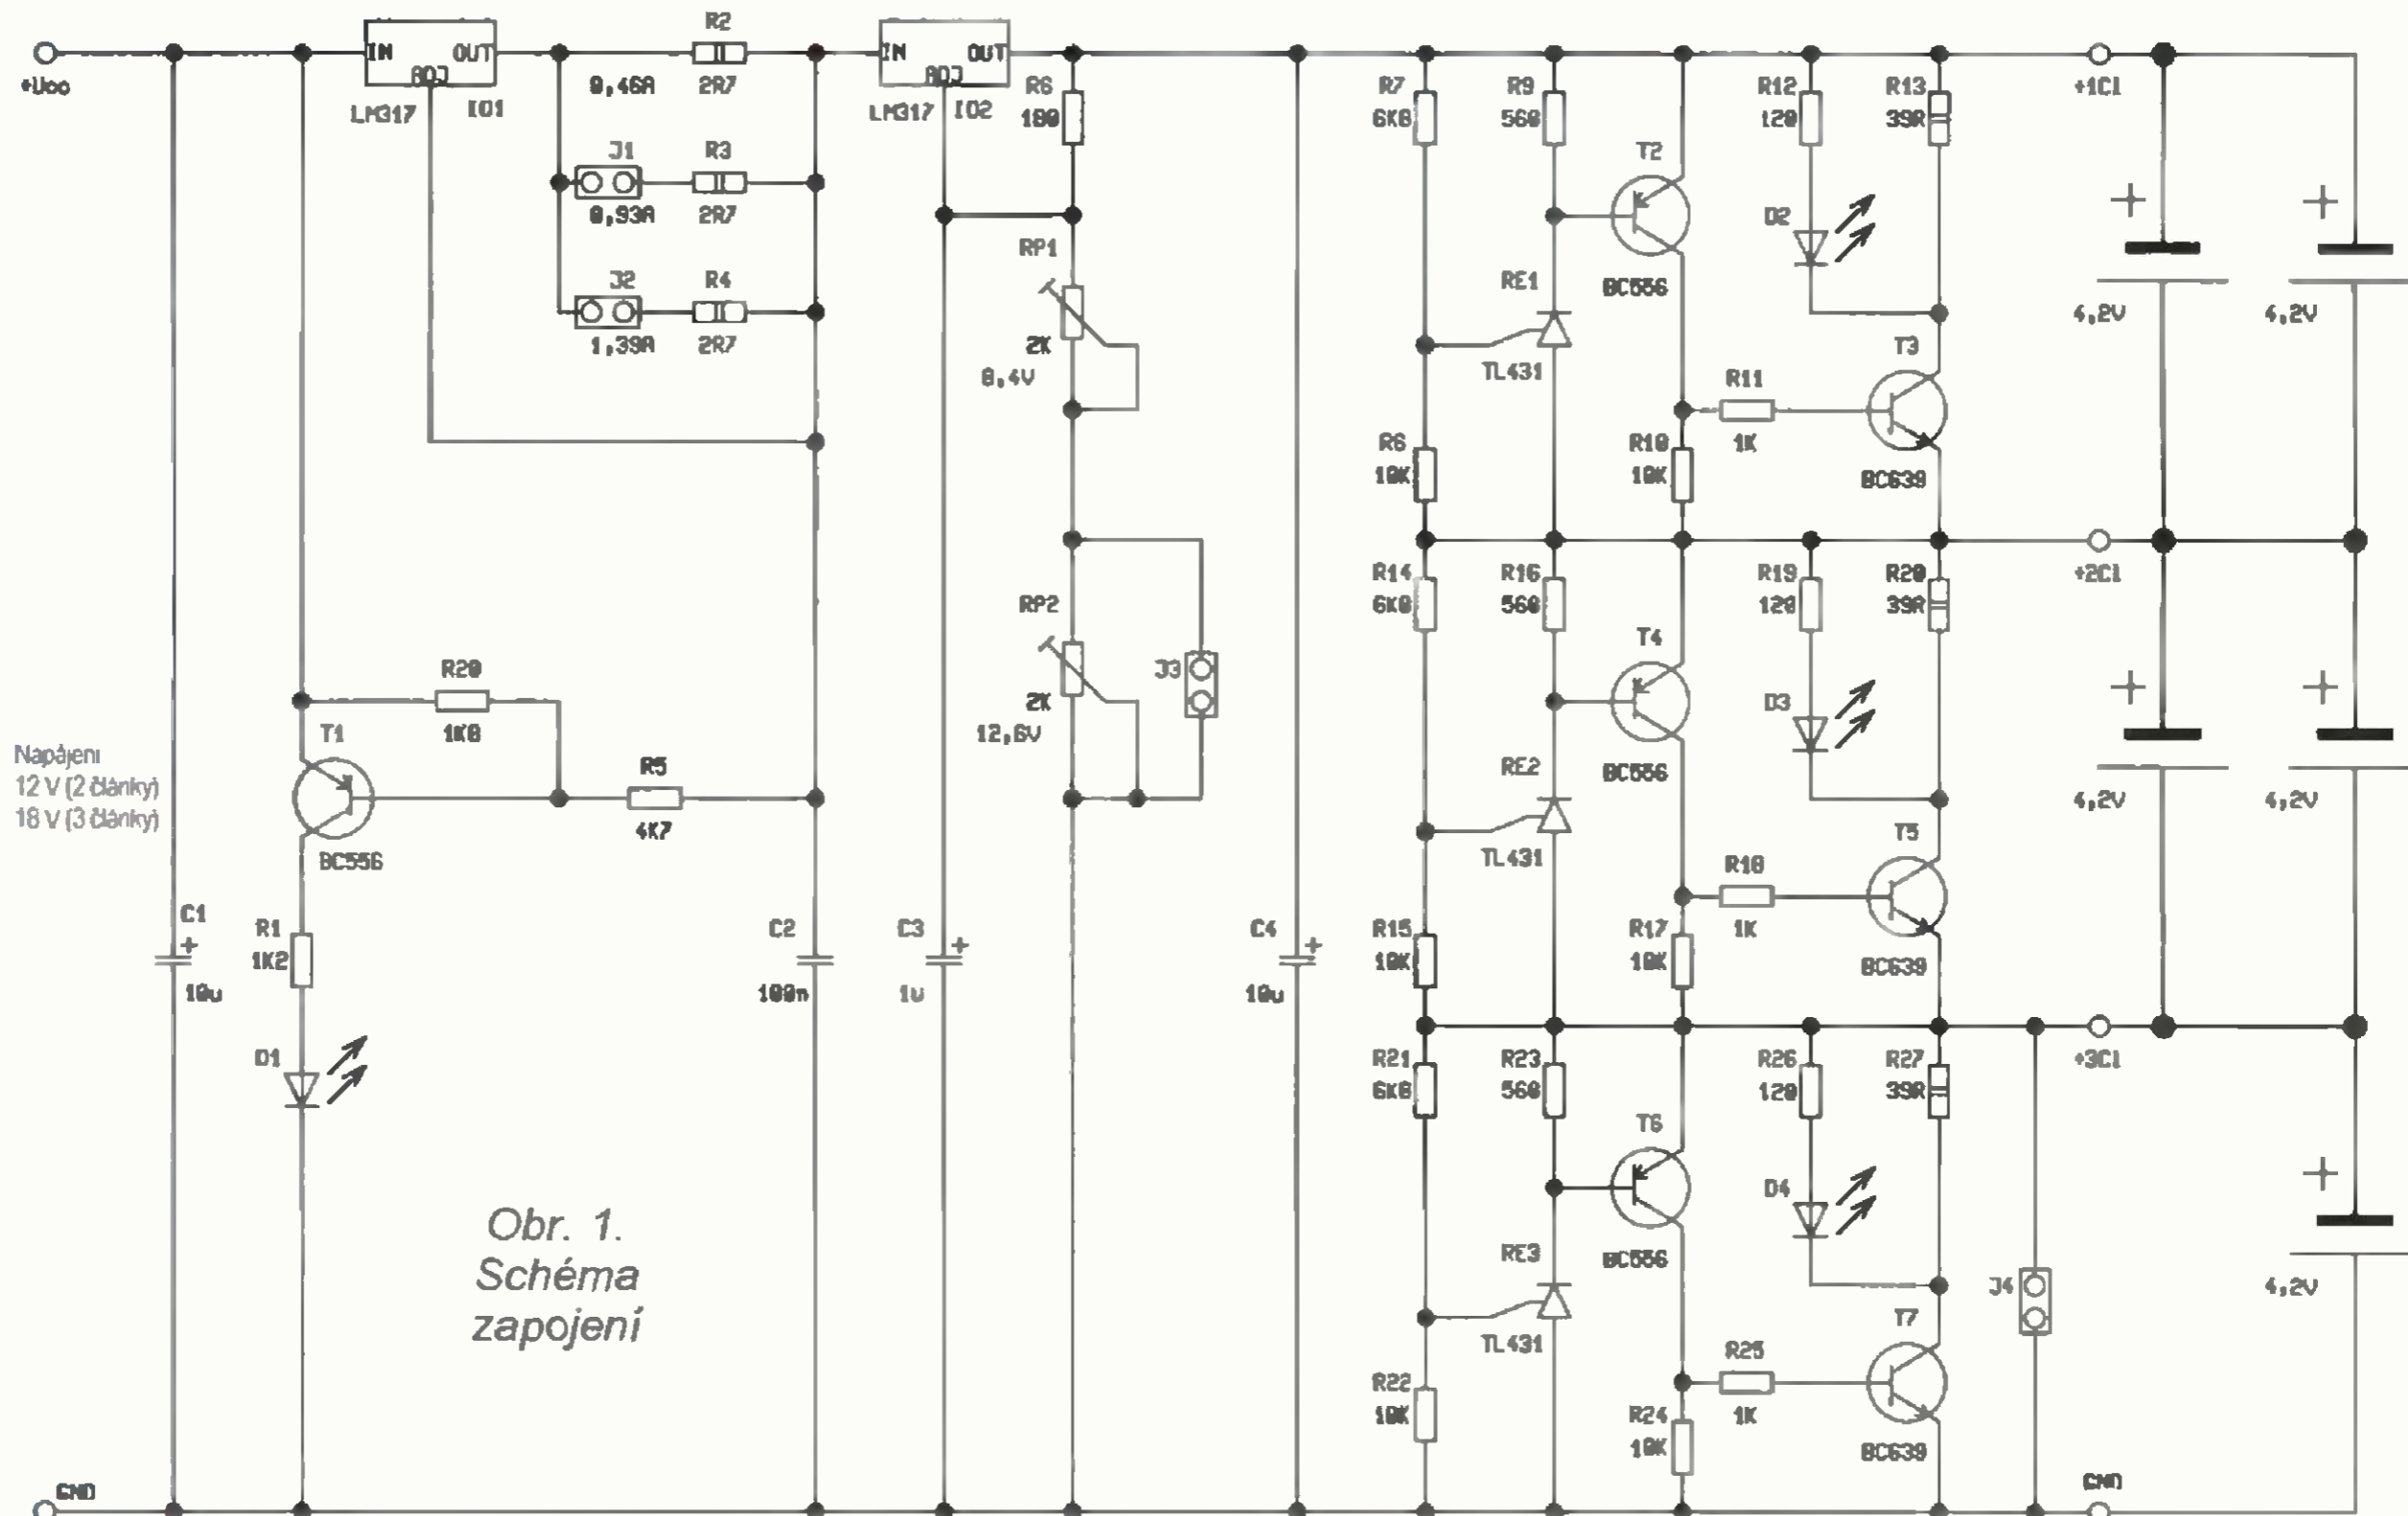 +Ucc
IN
OUT
ADJ
LM317
IO1
R2
0,46A
2R7
J1
R3
0,93A
2R7
J2
R4
1,39A
2R7
IN
OUT
ADJ
LM317
IO2
R6
180
RP1
2K
8,4V
RP2
2K
12,6V
J3
R20
1K8
T1
BC556
R5
4K7
Napájení
12 V (2 články)
18 V (3 články)
C1
+
10u
R1
1K2
D1
C2
100n
C3
+
1u
C4
+
10u
R7
6K8
R9
560
T2
BC556
R12
120
R13
39R
D2
RE1
TL431
R6
10K
R10
10K
R11
1K
T3
BC639
+1Cl
+
4,2V
+
4,2V
R14
6K8
R16
560
T4
BC556
R19
120
R20
39R
D3
RE2
TL431
R15
10K
R17
10K
R18
1K
T5
BC639
+2Cl
+
4,2V
+
4,2V
R21
6K8
R23
560
T6
BC556
R26
120
R27
39R
D4
RE3
TL431
R22
10K
R24
10K
R25
1K
T7
BC639
+3Cl
J4
+
4,2V
GND
GND
Obr. 1.
Schéma
zapojení